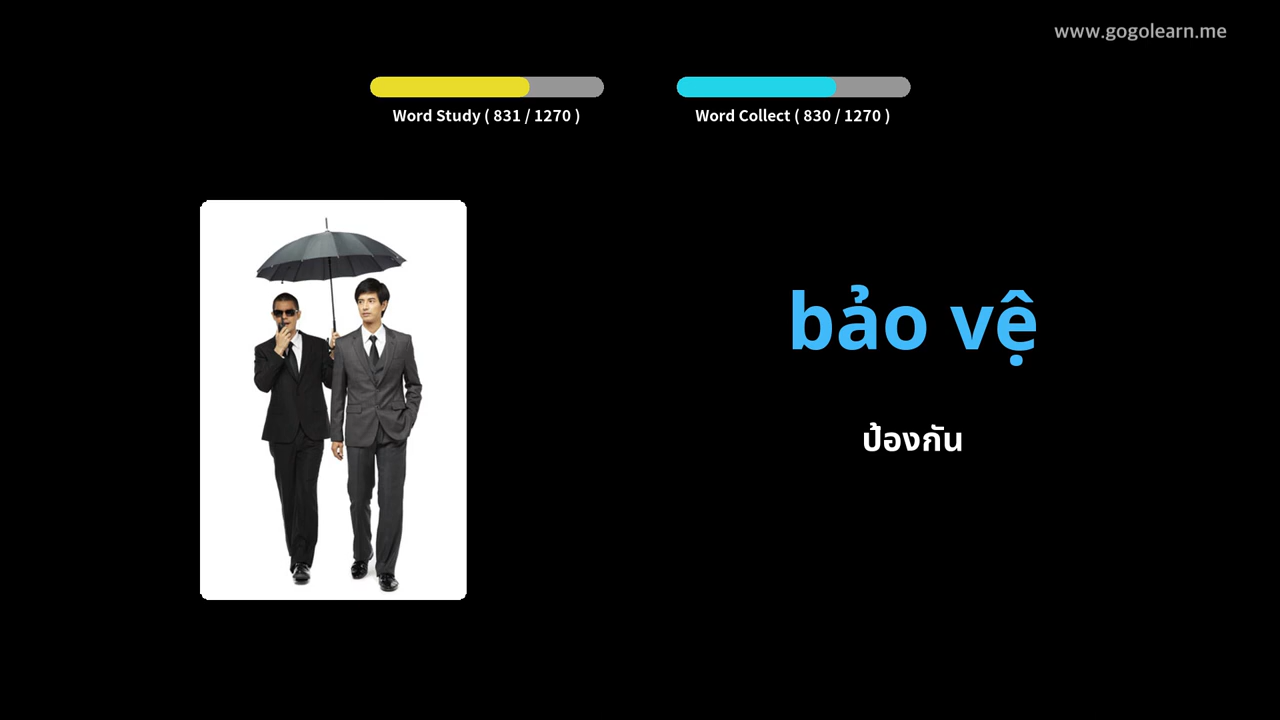 www.gogolearn.me
Word Study ( 831 / 1270 )
Word Collect ( 830 / 1270 )
bảo vệ
ป้องกัน